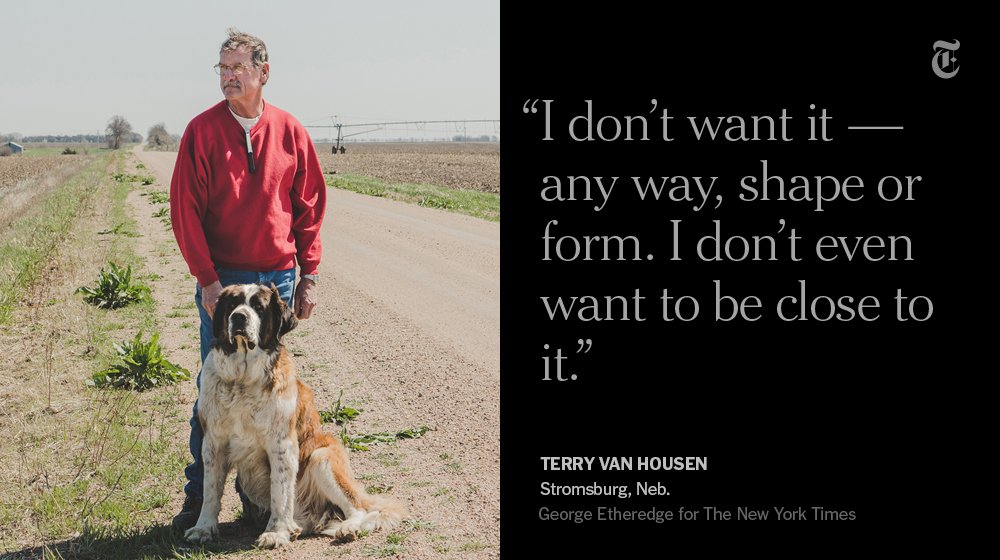 “I don’t want it —
any way, shape or
form. I don’t even
want to be close to
it.”
TERRY VAN HOUSEN
Stromsburg, Neb.
George Etheredge for The New York Times